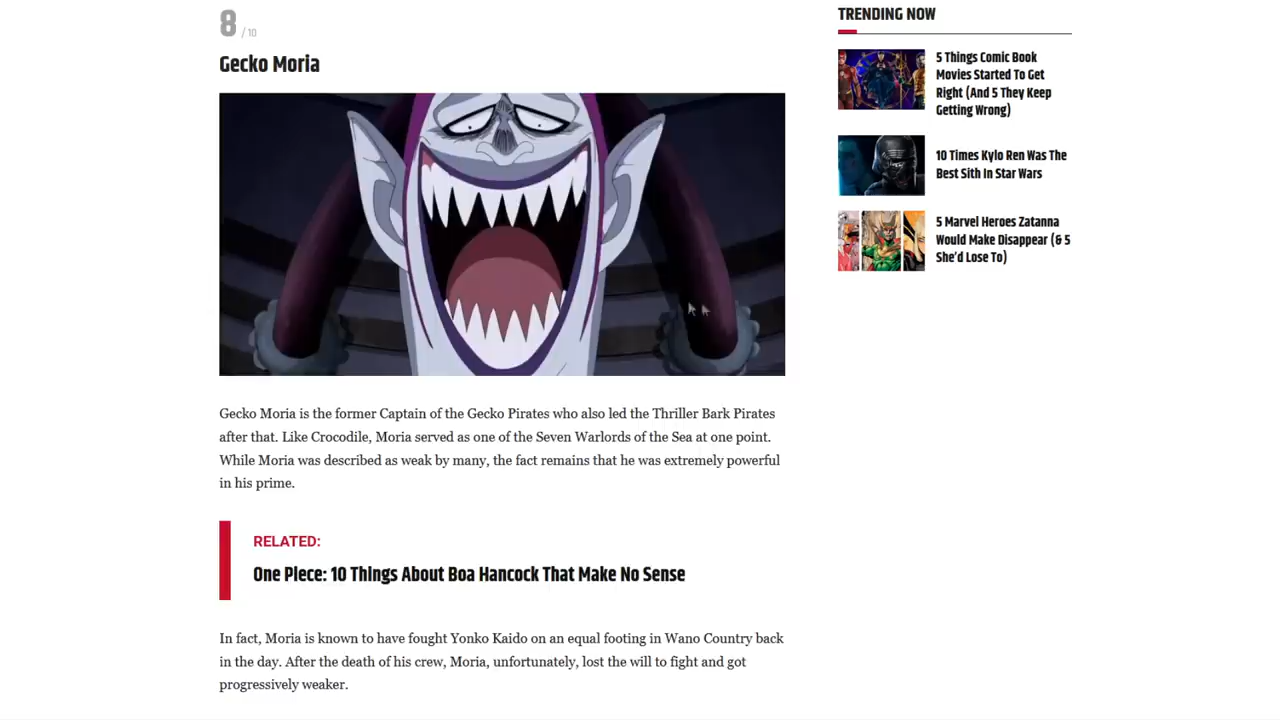 8 / 10
Gecko Moria
Gecko Moria is the former Captain of the Gecko Pirates who also led the Thriller Bark Pirates
after that. Like Crocodile, Moria served as one of the Seven Warlords of the Sea at one point.
While Moria was described as weak by many, the fact remains that he was extremely powerful
in his prime.
RELATED:
One Piece: 10 Things About Boa Hancock That Make No Sense
In fact, Moria is known to have fought Yonko Kaido on an equal footing in Wano Country back
in the day. After the death of his crew, Moria, unfortunately, lost the will to fight and got
progressively weaker.
TRENDING NOW
5 Things Comic Book
Movies Started To Get
Right (And 5 They Keep
Getting Wrong)
10 Times Kylo Ren Was The
Best Sith In Star Wars
5 Marvel Heroes Zatanna
Would Make Disappear (& 5
She'd Lose To)